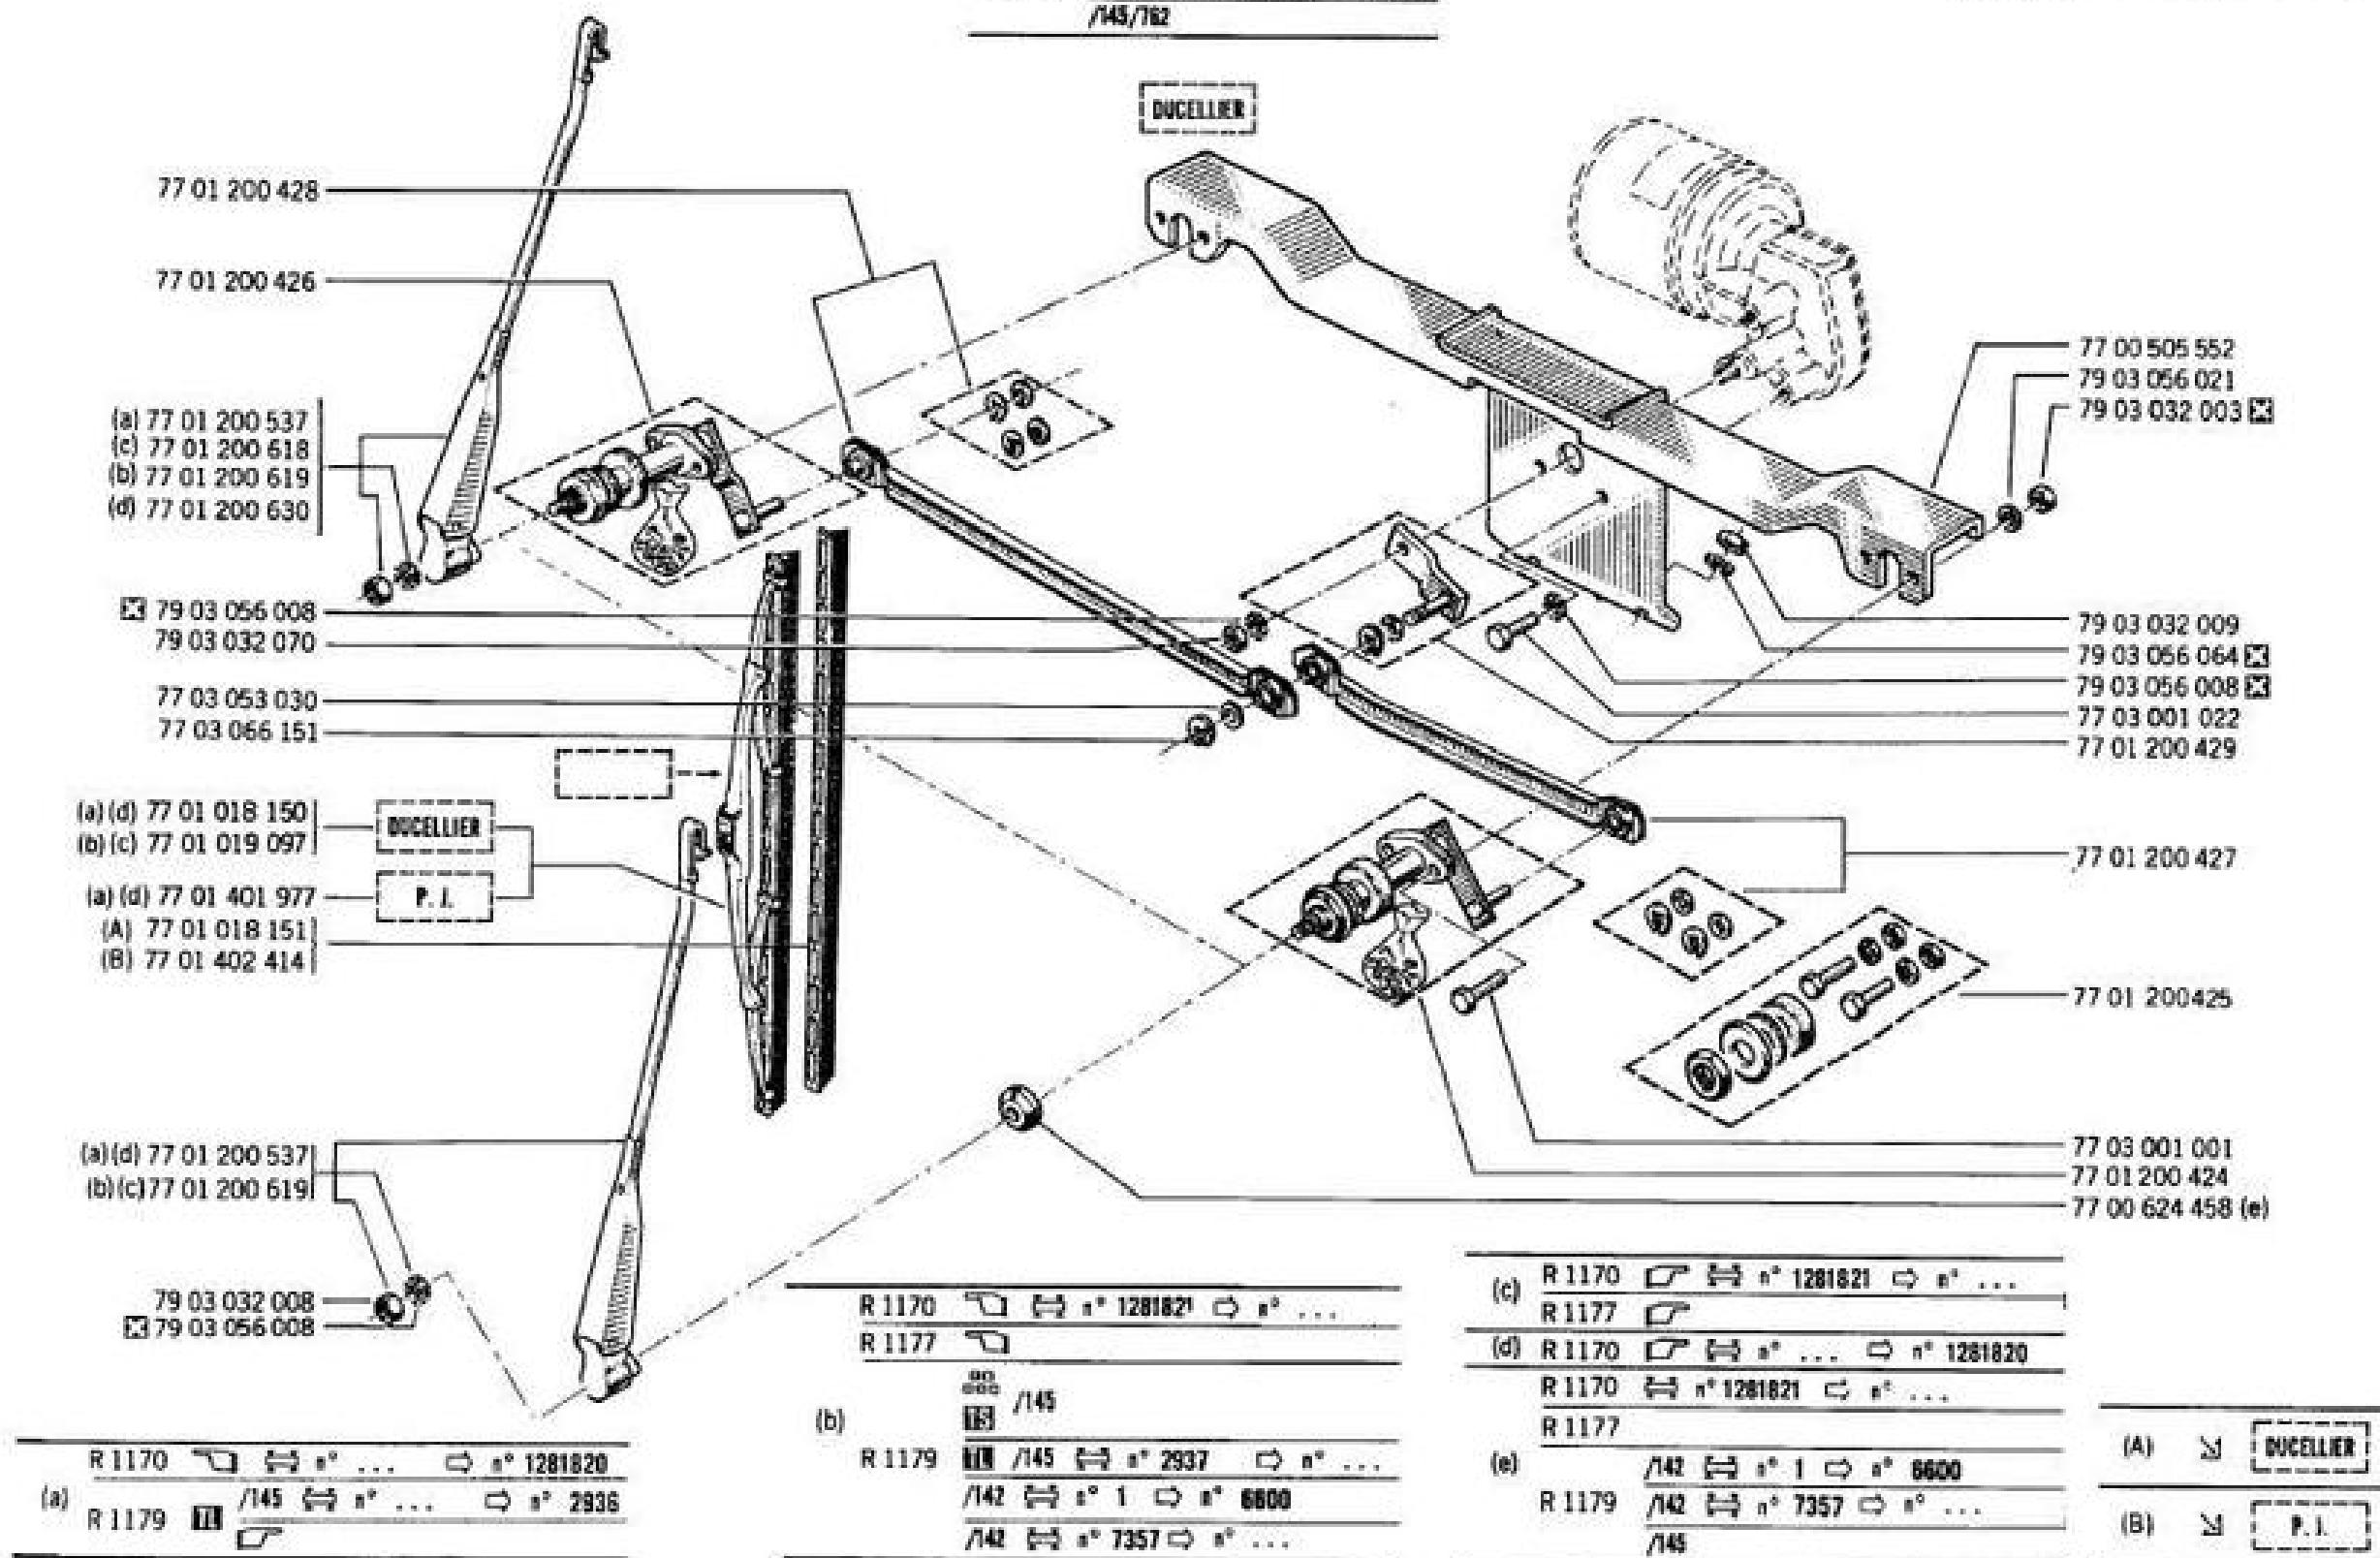 /145/762
DUCELLIER
77 01 200 428
77 01 200 426
(a) 77 01 200 537
(c) 77 01 200 618
(b) 77 01 200 619
(d) 77 01 200 630
79 03 056 008
79 03 032 070
77 03 053 030
77 03 066 151
(a) (d) 77 01 018 150
(b) (c) 77 01 019 097
DUCELLIER
(a) (d) 77 01 401 977
P. J.
(A) 77 01 018 151
(B) 77 01 402 414
(a) (d) 77 01 200 537
(b) (c) 77 01 200 619
79 03 032 008
79 03 056 008
77 00 505 552
79 03 056 021
79 03 032 003
79 03 032 009
79 03 056 064
79 03 056 008
77 03 001 022
77 01 200 429
77 01 200 427
77 01 200 425
77 03 001 001
77 01 200 424
77 00 624 458 (e)
(a)
R 1170 n° ... n° 1281820
R 1179 TL /145 n° ... n° 2936
(b)
R 1170 n° 1281821 n° ...
R 1177
R 1179
TS /145
TL /145 n° 2937 n° ...
/142 n° 1 n° 6600
/142 n° 7357 n° ...
(c) R 1170 n° 1281821 n° ...
R 1177
(d) R 1170 n° ... n° 1281820
(e)
R 1170 n° 1281821 n° ...
R 1177
R 1179
/142 n° 1 n° 6600
/142 n° 7357 n° ...
/145
(A) DUCELLIER
(B) P. J.